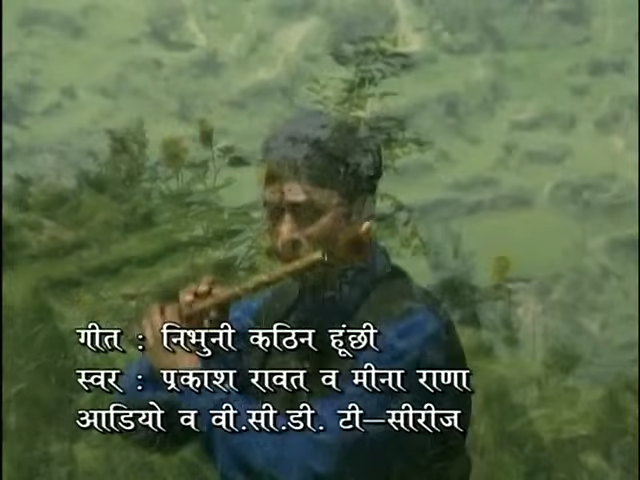 गीत : निभुनी कठिन हूंछी
स्वर : प्रकाश रावत व मीना राणा
आडियो व वी.सी.डी. टी–सीरीज